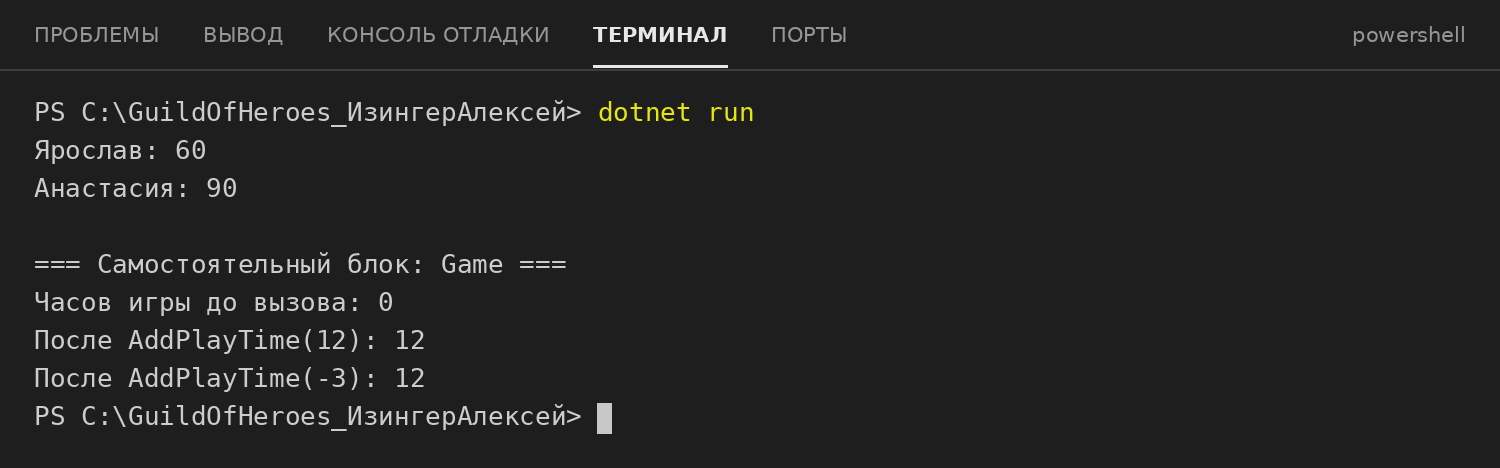 ПРОБЛЕМЫ ВЫВОД КОНСОЛЬ ОТЛАДКИ ТЕРМИНАЛ ПОРТЫ powershell
PS C:\GuildOfHeroes_ИзингерАлексей> dotnet run
Ярослав: 60
Анастасия: 90
=== Самостоятельный блок: Game ===
Часов игры до вызова: 0
После AddPlayTime(12): 12
После AddPlayTime(-3): 12
PS C:\GuildOfHeroes_ИзингерАлексей>